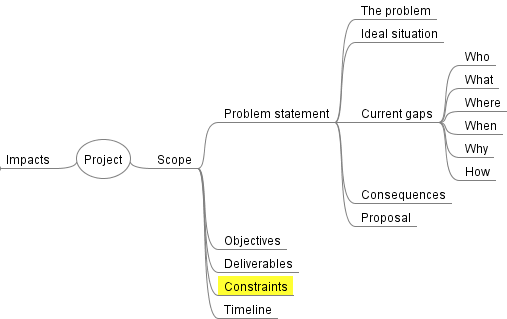 The problem
Ideal situation
Who
What
Where
Problem statement
Current gaps
When
Why
Impacts
Project
Scope
How
Consequences
Proposal
Objectives
Deliverables
Constraints
Timeline